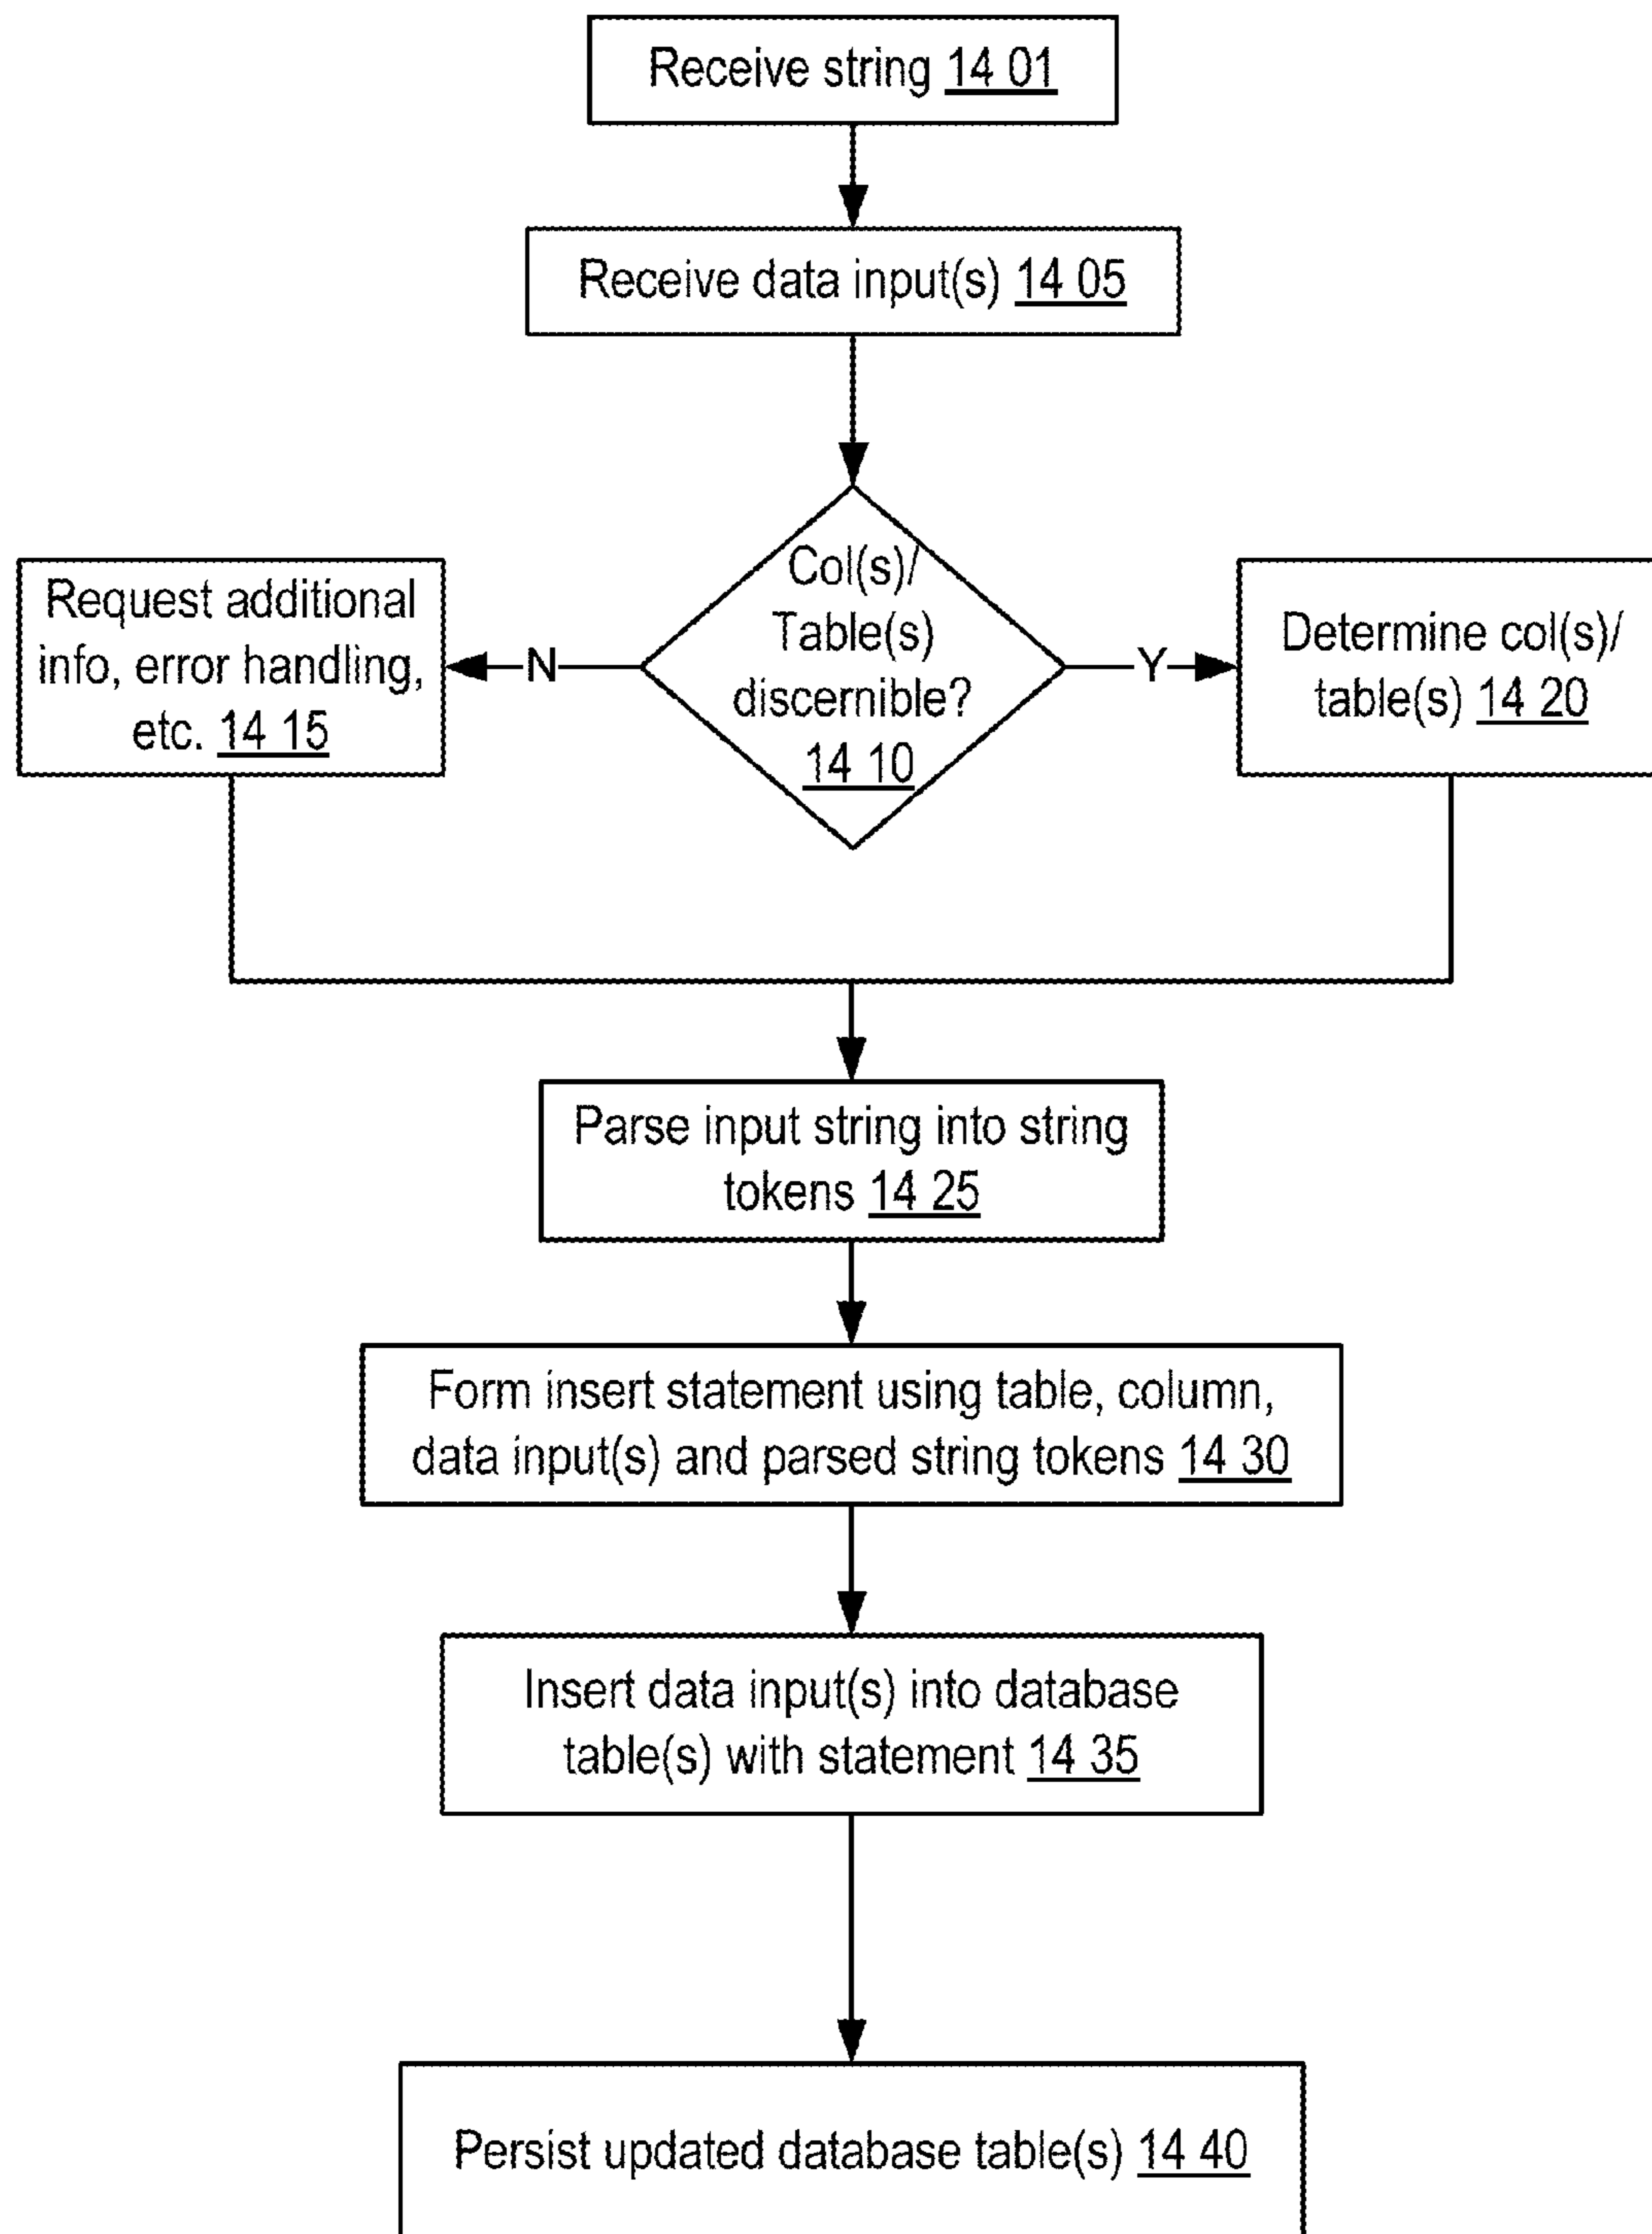 Receive string 14 01
Receive data input(s) 14 05
Col(s)/
Table(s)
discernible?
14 10
N
Y
Request additional
info, error handling,
etc. 14 15
Determine col(s)/
table(s) 14 20
Parse input string into string
tokens 14 25
Form insert statement using table, column,
data input(s) and parsed string tokens 14 30
Insert data input(s) into database
table(s) with statement 14 35
Persist updated database table(s) 14 40